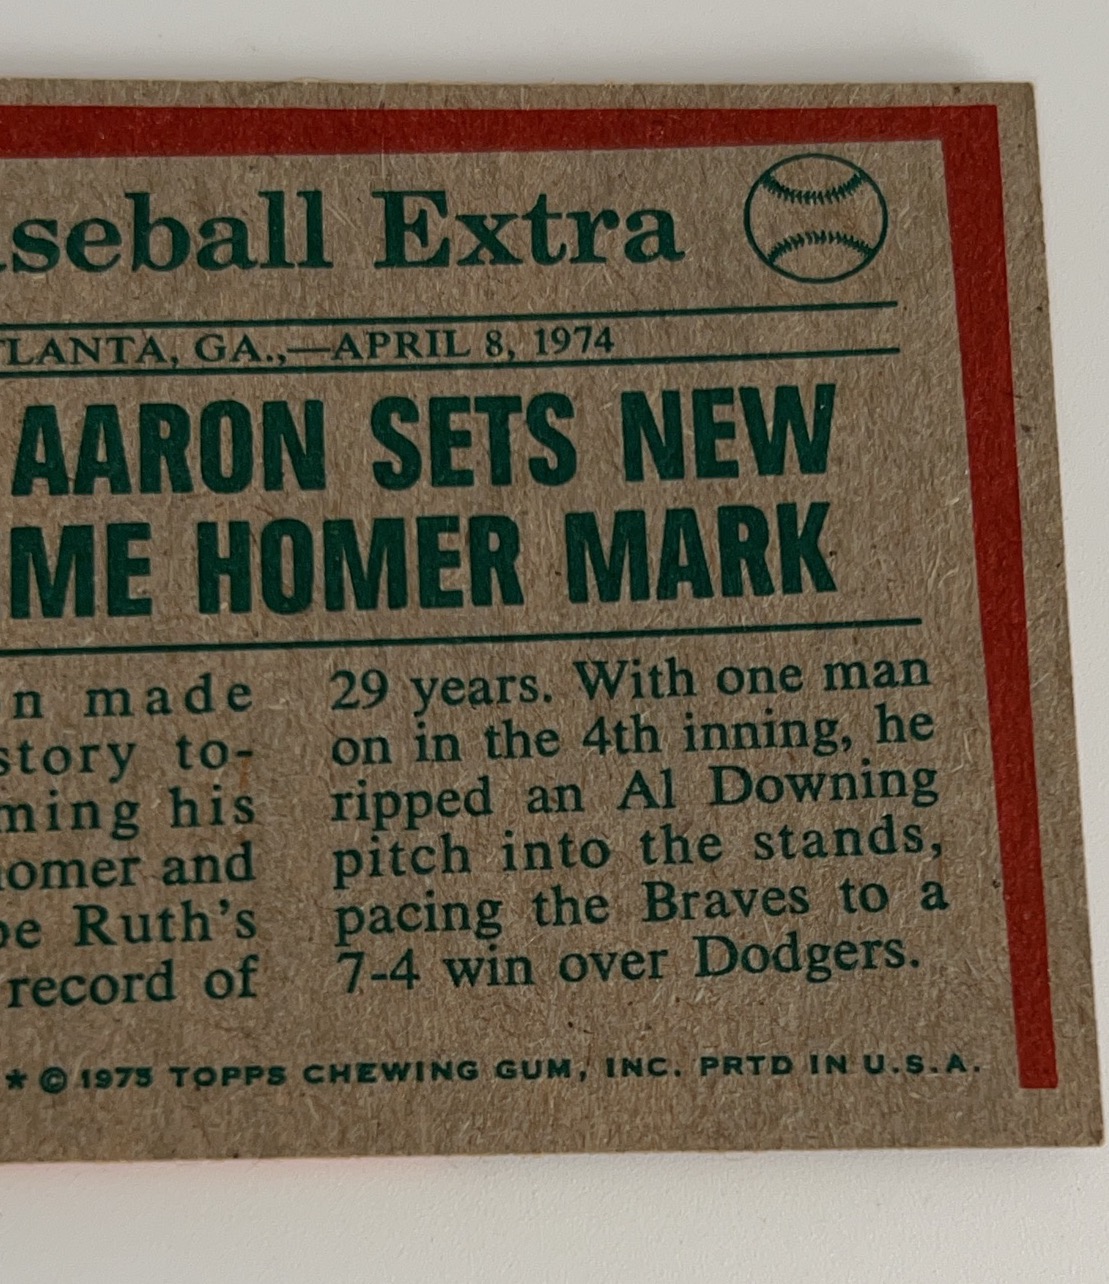 seball Extra
TLANTA, GA.,—APRIL 8, 1974
AARON SETS NEW
ME HOMER MARK
n made
story to-
ming his
omer and
be Ruth's
record of
29 years. With one man
on in the 4th inning, he
ripped an Al Downing
pitch into the stands,
pacing the Braves to a
7-4 win over Dodgers.
* © 1975 TOPPS CHEWING GUM, INC. PRTD IN U.S.A.